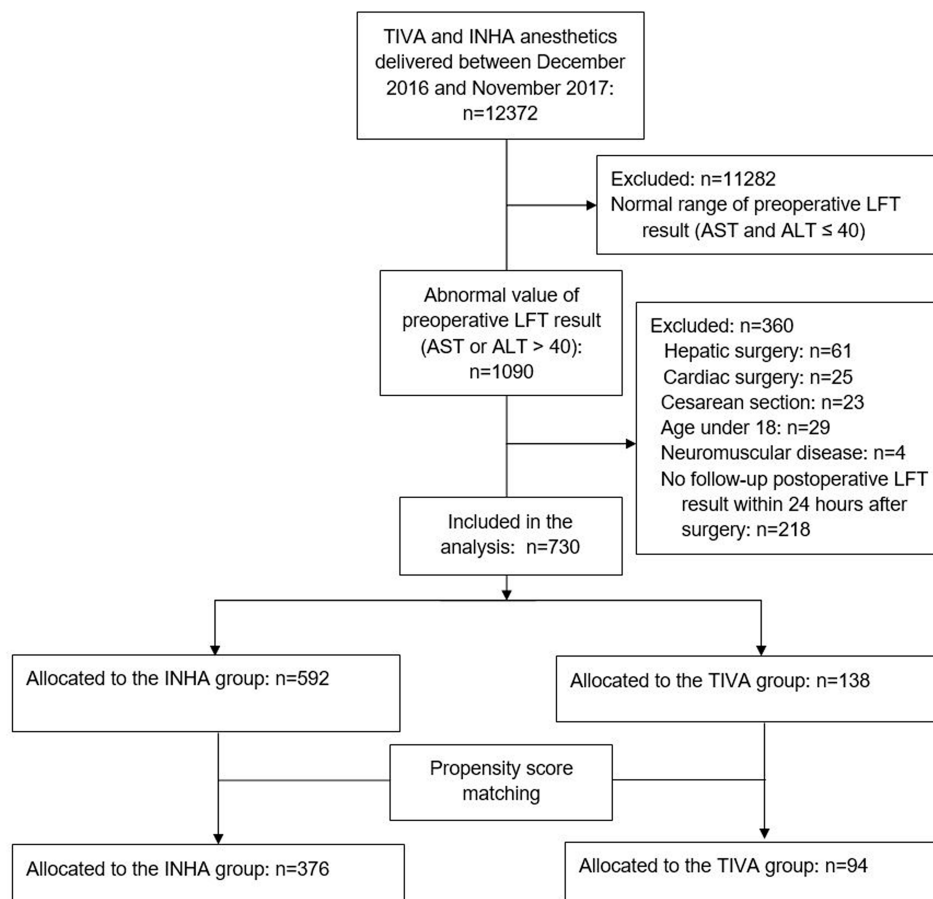 TIVA and INHA anesthetics
delivered between December
2016 and November 2017:
n=12372
Excluded: n=11282
Normal range of preoperative LFT
result (AST and ALT ≤ 40)
Abnormal value of
preoperative LFT result
(AST or ALT > 40):
n=1090
Excluded: n=360
Hepatic surgery: n=61
Cardiac surgery: n=25
Cesarean section: n=23
Age under 18: n=29
Neuromuscular disease: n=4
No follow-up postoperative LFT
result within 24 hours after
surgery: n=218
Included in the
analysis: n=730
Allocated to the INHA group: n=592
Allocated to the TIVA group: n=138
Propensity score
matching
Allocated to the INHA group: n=376
Allocated to the TIVA group: n=94